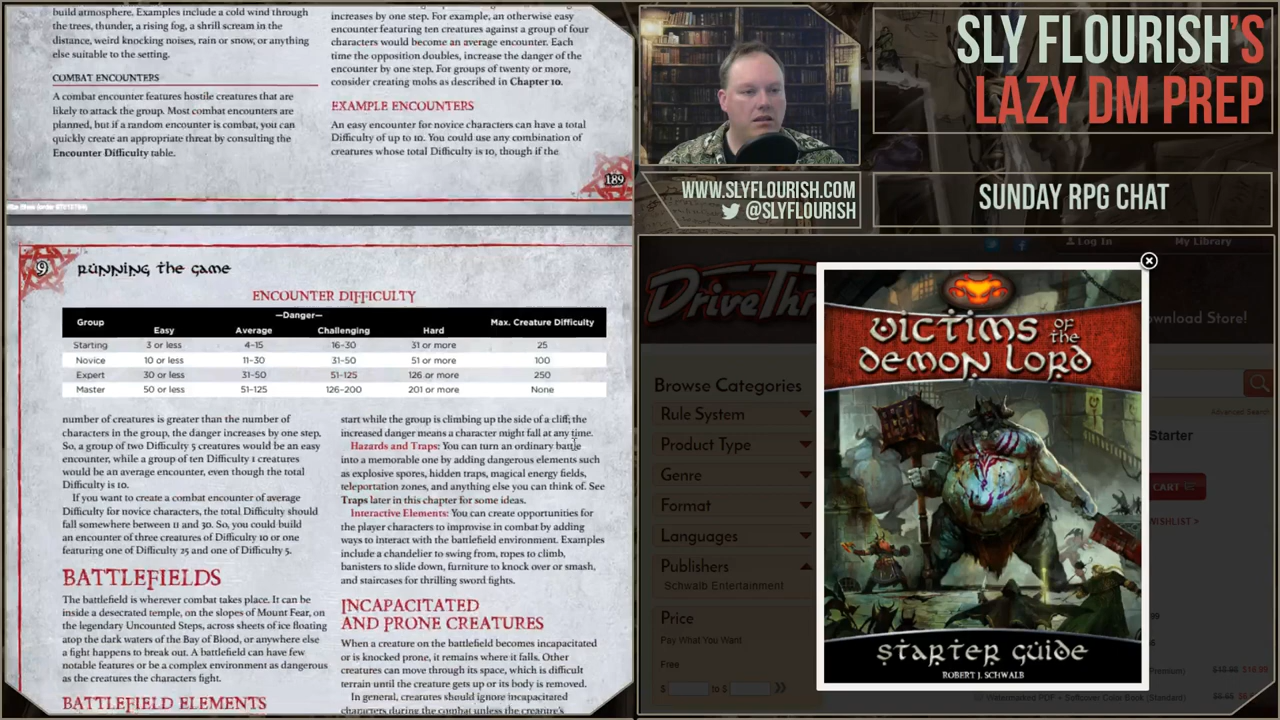 build atmosphere. Examples include a cold wind through
the trees, thunder, a rising fog, a shrill scream in the
distance, weird knocking noises, rain or snow, or anything
else suitable to the setting.
COMBAT ENCOUNTERS
A combat encounter features hostile creatures that are
likely to attack the group. Most combat encounters are
planned, but if a random encounter is combat, you can
quickly create an appropriate threat by consulting the
Encounter Difficulty table.
increases by one step. For example, an otherwise easy
encounter featuring ten creatures against a group of four
characters would become an average encounter. Each
time the opposition doubles, increase the danger of the
encounter by one step. For groups of twenty or more,
consider creating mobs as described in Chapter 10.
EXAMPLE ENCOUNTERS
An easy encounter for novice characters can have a total
Difficulty of up to 10. You could use any combination of
creatures whose total Difficulty is 10, though if the
189
9 RUNNING THE GAME
ENCOUNTER DIFFICULTY
—Danger—
Group Easy Average Challenging Hard Max. Creature Difficulty
Starting 3 or less 4-15 16-30 31 or more 25
Novice 10 or less 11-30 31-50 51 or more 100
Expert 30 or less 31-50 51-125 126 or more 250
Master 50 or less 51-125 126-200 201 or more None
number of creatures is greater than the number of
characters in the group, the danger increases by one step.
So, a group of two Difficulty 5 creatures would be an easy
encounter, while a group of ten Difficulty 1 creatures
would be an average encounter, even though the total
Difficulty is 10.
If you want to create a combat encounter of average
Difficulty for novice characters, the total Difficulty should
fall somewhere between 11 and 30. So, you could build
an encounter of three creatures of Difficulty 10 or one
featuring one of Difficulty 25 and one of Difficulty 5.
BATTLEFIELDS
The battlefield is wherever combat takes place. It can be
inside a desecrated temple, on the slopes of Mount Fear, on
the legendary Uncounted Steps, across sheets of ice floating
atop the dark waters of the Bay of Blood, or anywhere else
a fight happens to break out. A battlefield can have few
notable features or be a complex environment as dangerous
as the creatures the characters fight.
BATTLEFIELD ELEMENTS
start while the group is climbing up the side of a cliff; the
increased danger means a character might fall at any time.
Hazards and Traps: You can turn an ordinary battle
into a memorable one by adding dangerous elements such
as explosive spores, hidden traps, magical energy fields,
teleportation zones, and anything else you can think of. See
Traps later in this chapter for some ideas.
Interactive Elements: You can create opportunities for
the player characters to improvise in combat by adding
ways to interact with the battlefield environment. Examples
include a chandelier to swing from, ropes to climb,
banisters to slide down, furniture to knock over or smash,
and staircases for thrilling sword fights.
INCAPACITATED
AND PRONE CREATURES
When a creature on the battlefield becomes incapacitated
or is knocked prone, it remains where it falls. Other
creatures can move through its space, which is difficult
terrain until the creature gets up or its body is removed.
In general, creatures should ignore incapacitated
characters during the combat unless the creature's
SLY FLOURISH'S
LAZY DM PREP
WWW.SLYFLOURISH.COM
@SLYFLOURISH
SUNDAY RPG CHAT
Log In My Library
DriveThr
wnload Store!
Advanced Search
Browse Categories
Rule System
Product Type
Genre
Format
Languages
Publishers
Schwalb Entertainment
Price
Pay What You Want
Free
$ to $
Starter
CART
WISHLIST >
VICTIMS OF THE
DEMON LORD
STARTER GUIDE
ROBERT J. SCHWALB
Watermarked PDF + Softcover Color Book (Standard)